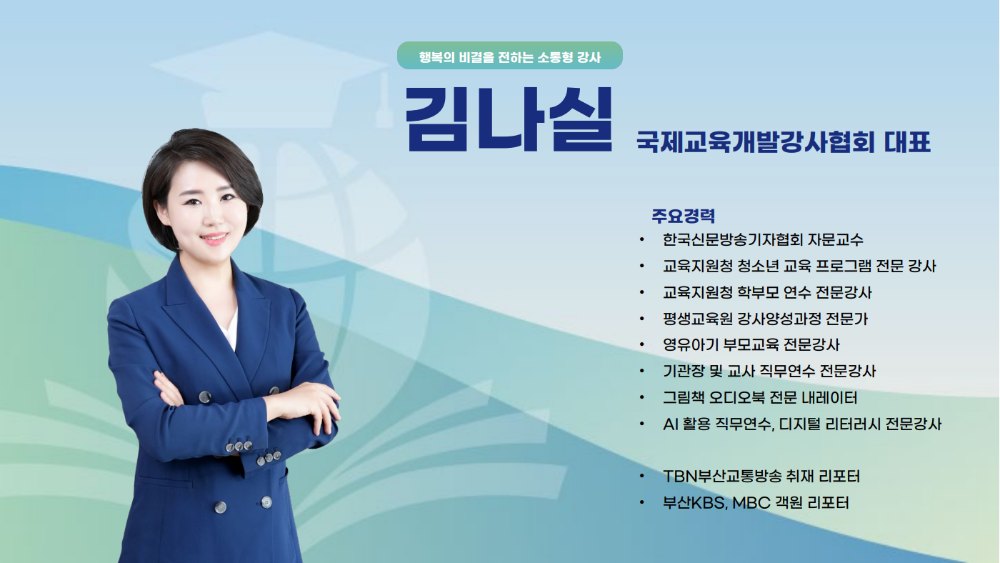 행복의 비결을 전하는 소통형 강사
김나실 국제교육개발강사협회 대표
주요경력
• 한국신문방송기자협회 자문교수
• 교육지원청 청소년 교육 프로그램 전문 강사
• 교육지원청 학부모 연수 전문강사
• 평생교육원 강사양성과정 전문가
• 영유아기 부모교육 전문강사
• 기관장 및 교사 직무연수 전문강사
• 그림책 오디오북 전문 내레이터
• AI 활용 직무연수, 디지털 리터러시 전문강사
• TBN부산교통방송 취재 리포터
• 부산KBS, MBC 객원 리포터